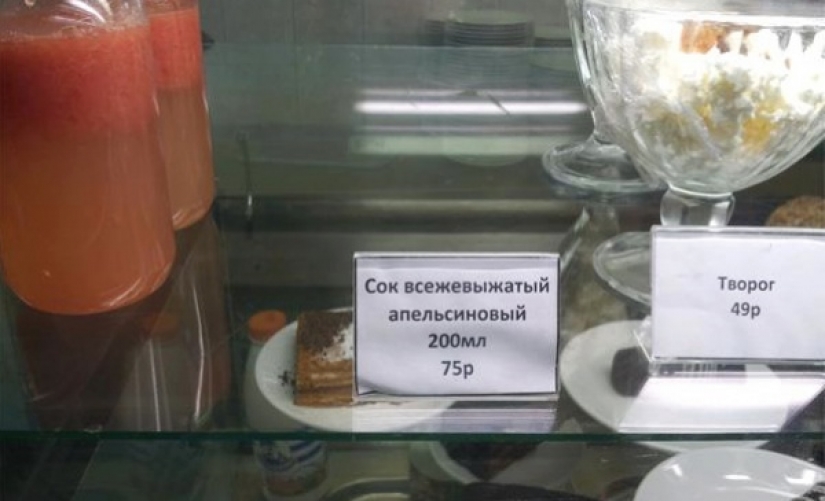 Сок всежевыжатый
апельсиновый
200мл
75р
Творог
49р